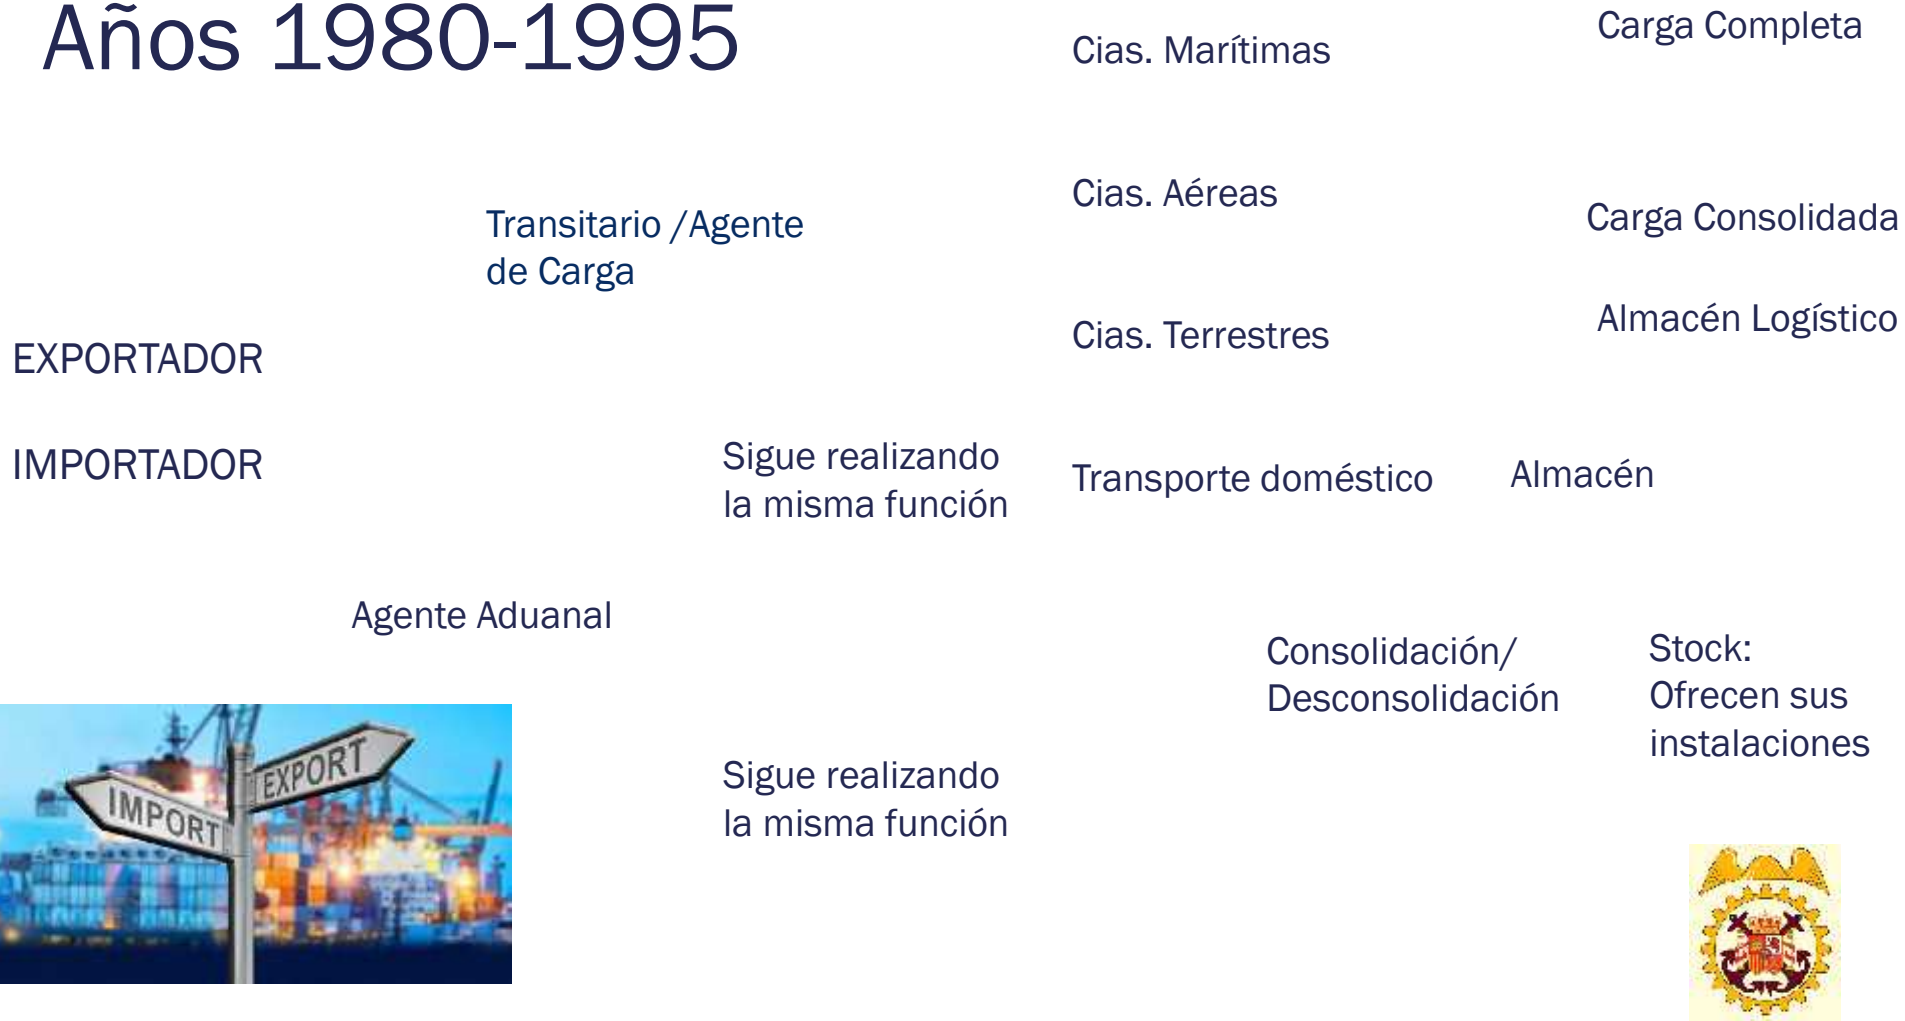 Años 1980-1995
Cias. Marítimas
Carga Completa
Cias. Aéreas
Transitario /Agente
de Carga
Carga Consolidada
Cias. Terrestres
Almacén Logístico
EXPORTADOR
IMPORTADOR
Sigue realizando
la misma función
Transporte doméstico
Almacén
Agente Aduanal
Consolidación/
Desconsolidación
Stock:
Ofrecen sus
instalaciones
EXPORT
IMPORT
Sigue realizando
la misma función